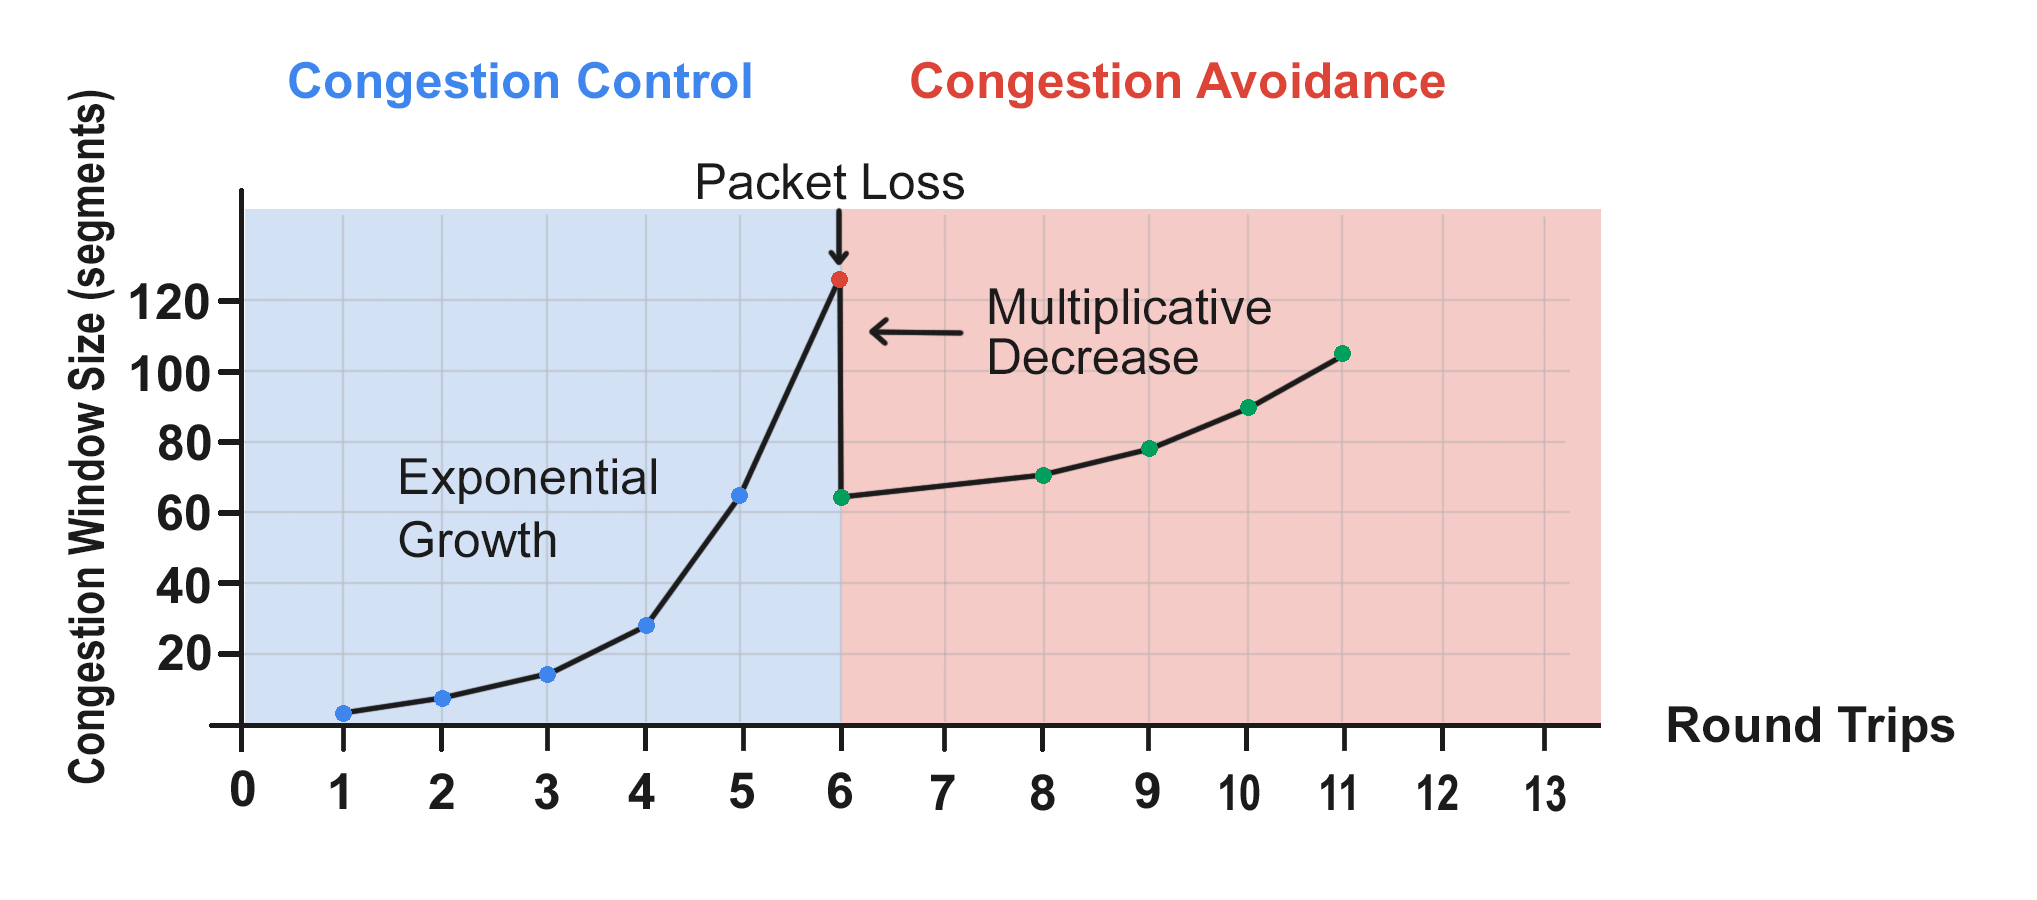 Congestion Control
Congestion Avoidance
Packet Loss
Congestion Window Size (segments)
120
100
80
60
40
20
Multiplicative
Decrease
Exponential
Growth
Round Trips
0 1 2 3 4 5 6 7 8 9 10 11 12 13